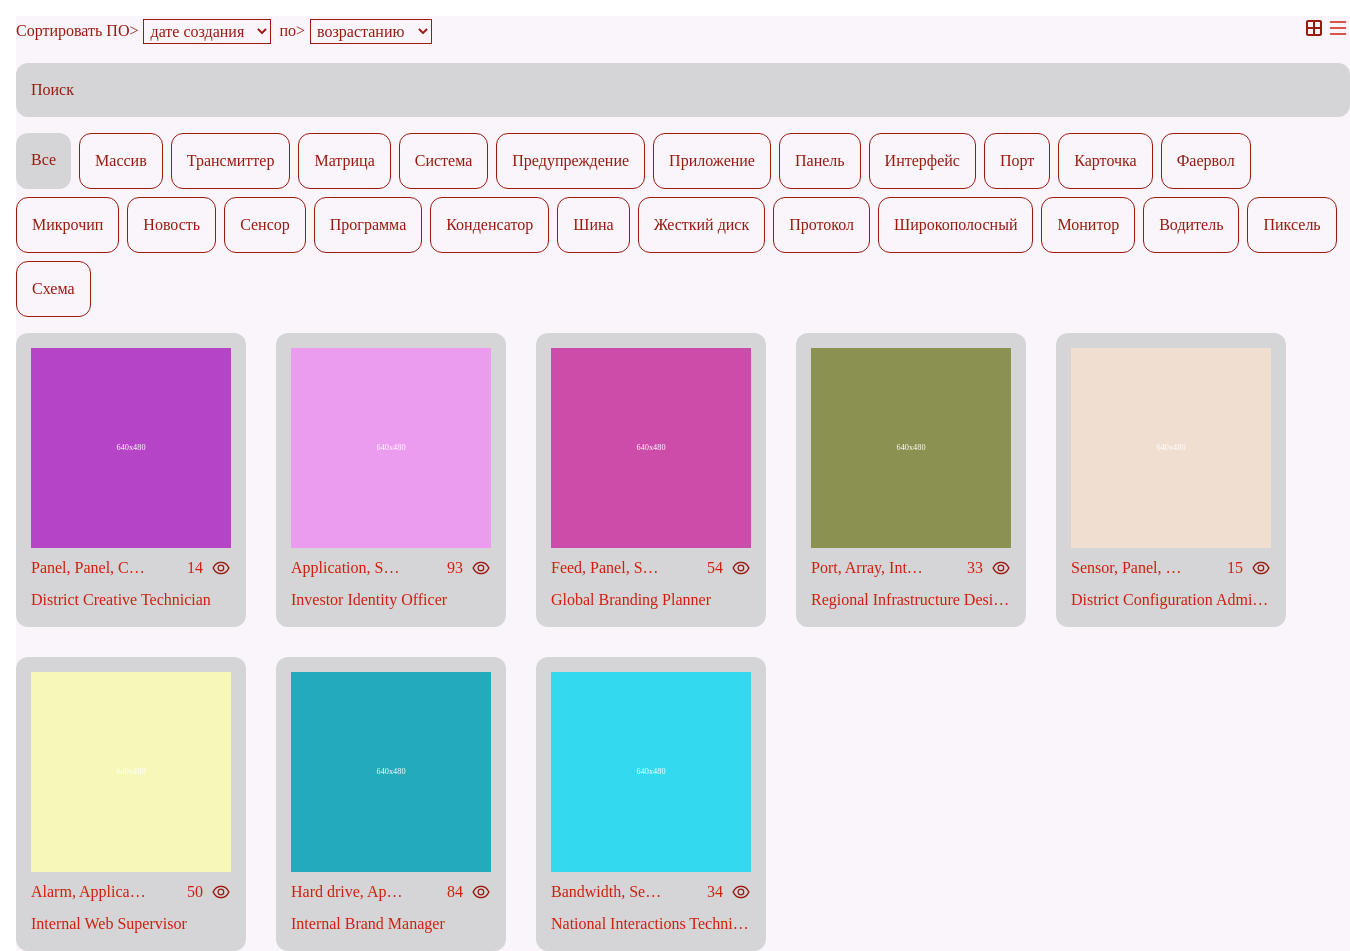 Сортировать ПО> дате создания по> возрастанию
Поиск
Все Массив Трансмиттер Матрица Система Предупреждение Приложение Панель Интерфейс Порт Карточка Фаервол
Микрочип Новость Сенсор Программа Конденсатор Шина Жесткий диск Протокол Широкополосный Монитор Водитель Пиксель
Схема
640x480 640x480 640x480 640x480 640x480
Panel, Panel, C… 14 Application, S… 93 Feed, Panel, S… 54 Port, Array, Int… 33 Sensor, Panel, … 15
District Creative Technician Investor Identity Officer Global Branding Planner Regional Infrastructure Desi… District Configuration Admi…
640x480 640x480 640x480
Alarm, Applica… 50 Hard drive, Ap… 84 Bandwidth, Se… 34
Internal Web Supervisor Internal Brand Manager National Interactions Techni…